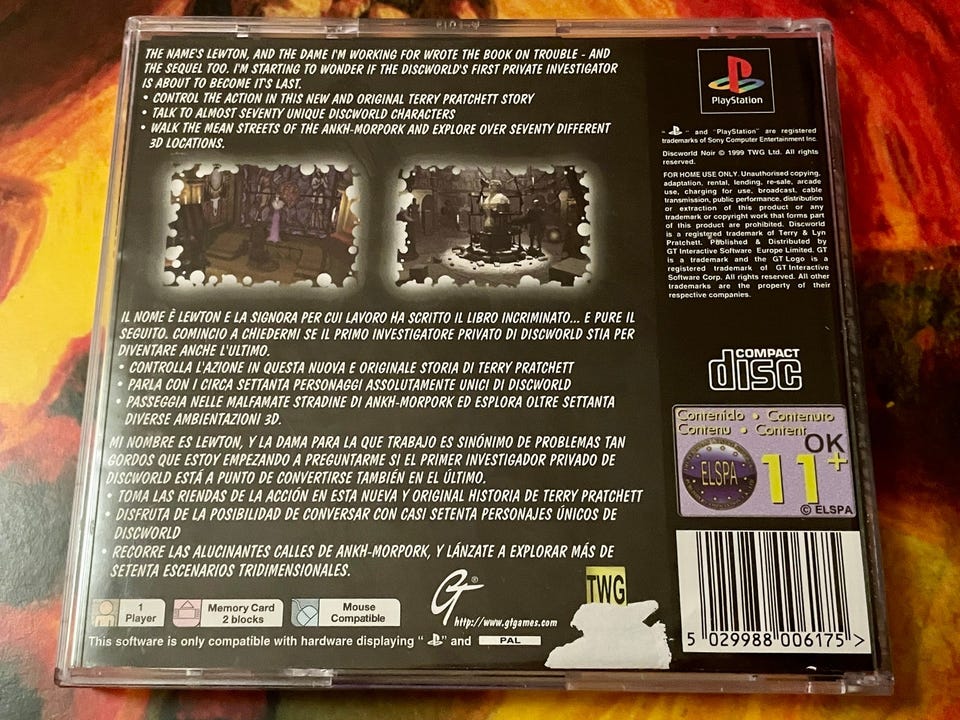 THE NAME'S LEWTON, AND THE DAME I'M WORKING FOR WROTE THE BOOK ON TROUBLE - AND
THE SEQUEL TOO. I'M STARTING TO WONDER IF THE DISCWORLD'S FIRST PRIVATE INVESTIGATOR
IS ABOUT TO BECOME IT'S LAST.
• CONTROL THE ACTION IN THIS NEW AND ORIGINAL TERRY PRATCHETT STORY
• TALK TO ALMOST SEVENTY UNIQUE DISCWORLD CHARACTERS
• WALK THE MEAN STREETS OF THE ANKH-MORPORK AND EXPLORE OVER SEVENTY DIFFERENT
3D LOCATIONS.
IL NOME È LEWTON E LA SIGNORA PER CUI LAVORO HA SCRITTO IL LIBRO INCRIMINATO... E PURE IL
SEGUITO. COMINCIO A CHIEDERMI SE IL PRIMO INVESTIGATORE PRIVATO DI DISCWORLD STIA PER
DIVENTARE ANCHE L'ULTIMO.
• CONTROLLA L'AZIONE IN QUESTA NUOVA E ORIGINALE STORIA DI TERRY PRATCHETT
• PARLA CON I CIRCA SETTANTA PERSONAGGI ASSOLUTAMENTE UNICI DI DISCWORLD
• PASSEGGIA NELLE MALFAMATE STRADINE DI ANKH-MORPORK ED ESPLORA OLTRE SETTANTA
DIVERSE AMBIENTAZIONI 3D.
MI NOMBRE ES LEWTON, Y LA DAMA PARA LA QUE TRABAJO ES SINÓNIMO DE PROBLEMAS TAN
GORDOS QUE ESTOY EMPEZANDO A PREGUNTARME SI EL PRIMER INVESTIGADOR PRIVADO DE
DISCWORLD ESTÁ A PUNTO DE CONVERTIRSE TAMBIÉN EN EL ÚLTIMO.
• TOMA LAS RIENDAS DE LA ACCIÓN EN ESTA NUEVA Y ORIGINAL HISTORIA DE TERRY PRATCHETT
• DISFRUTA DE LA POSIBILIDAD DE CONVERSAR CON CASI SETENTA PERSONAJES ÚNICOS DE
DISCWORLD
• RECORRE LAS ALUCINANTES CALLES DE ANKH-MORPORK, Y LÁNZATE A EXPLORAR MÁS DE
SETENTA ESCENARIOS TRIDIMENSIONALES.
1
Player
Memory Card
2 blocks
Mouse
Compatible
GT®
http://www.gtgames.com
TWG
This software is only compatible with hardware displaying " " and PAL
PlayStation
" " and "PlayStation" are registered
trademarks of Sony Computer Entertainment Inc
Discworld Noir © 1999 TWG Ltd. All rights
reserved.
FOR HOME USE ONLY. Unauthorised copying,
adaptation, rental, lending, re-sale, arcade
use, charging for use, broadcast, cable
transmission, public performance, distribution
or extraction of this product or any
trademark or copyright work that forms part
of this product are prohibited. Discworld
is a registered trademark of Terry & Lyn
Pratchett. Published & Distributed by
GT Interactive Software Europe Limited. GT
is a trademark and the GT Logo is a
registered trademark of GT Interactive
Software Corp. All rights reserved. All other
trademarks are the property of their
respective companies.
COMPACT
disc
Contenido • Contenuto
Contenu • Content
OK
ELSPA
11+
© ELSPA
5 029988 006175 >